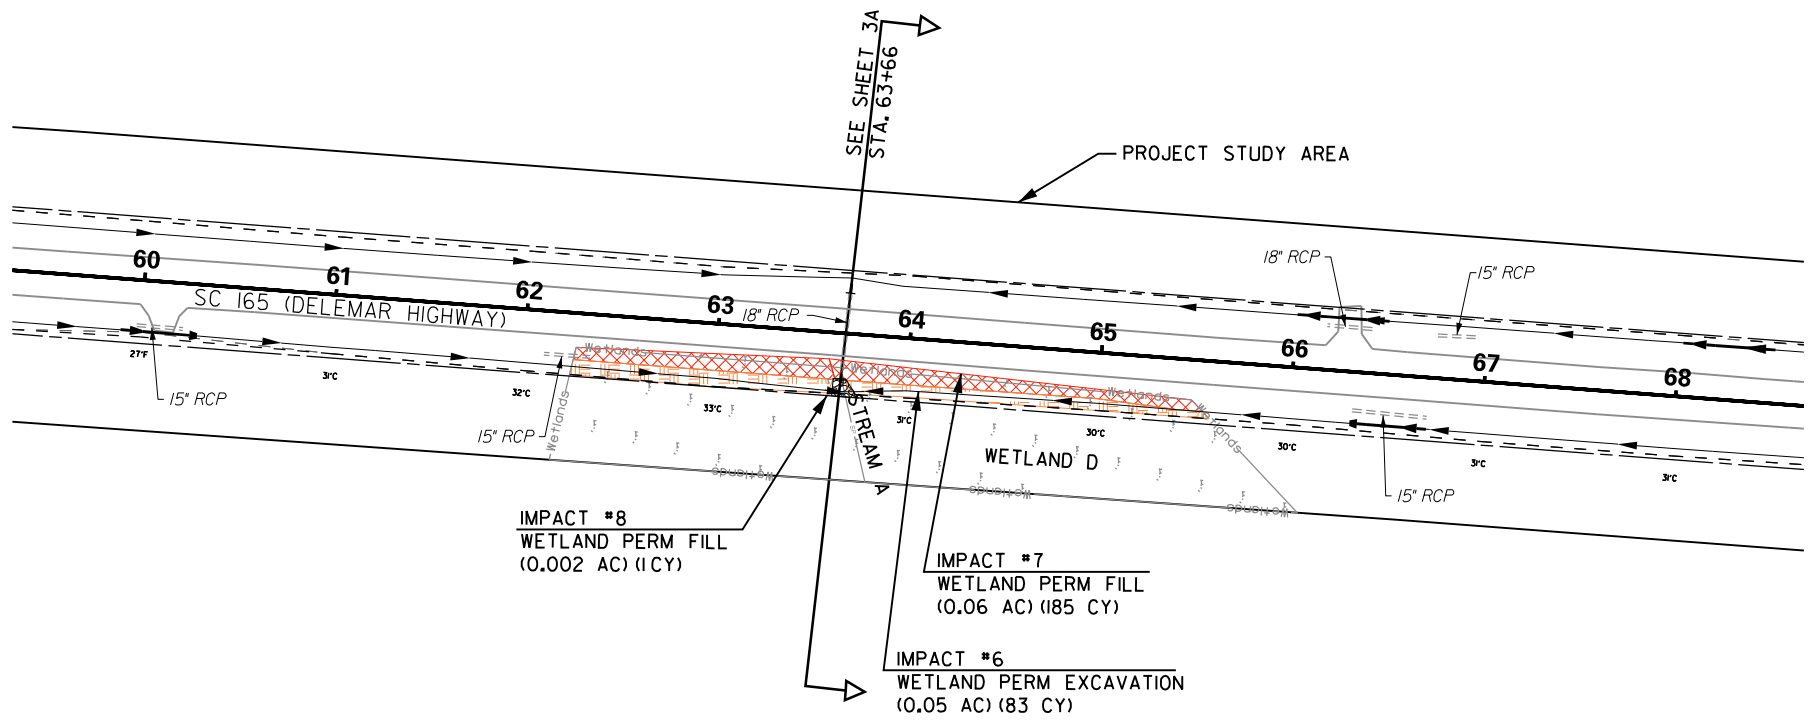 SEE SHEET 3A
STA. 63+66
PROJECT STUDY AREA
18" RCP
15" RCP
60
61
62
63
64
65
66
67
68
SC 165 (DELEMAR HIGHWAY)
18" RCP
27'F
31'C
32'C
33'C
31'C
30'C
30'C
31'C
31'C
15" RCP
15" RCP
15" RCP
Wetlands
Wetlands
Wetlands
Wetlands
Wetlands
Wetlands
Wetlands
Wetlands
STREAM A
WETLAND D
IMPACT #8
WETLAND PERM FILL
(0.002 AC) (1 CY)
IMPACT #7
WETLAND PERM FILL
(0.06 AC) (185 CY)
IMPACT #6
WETLAND PERM EXCAVATION
(0.05 AC) (83 CY)